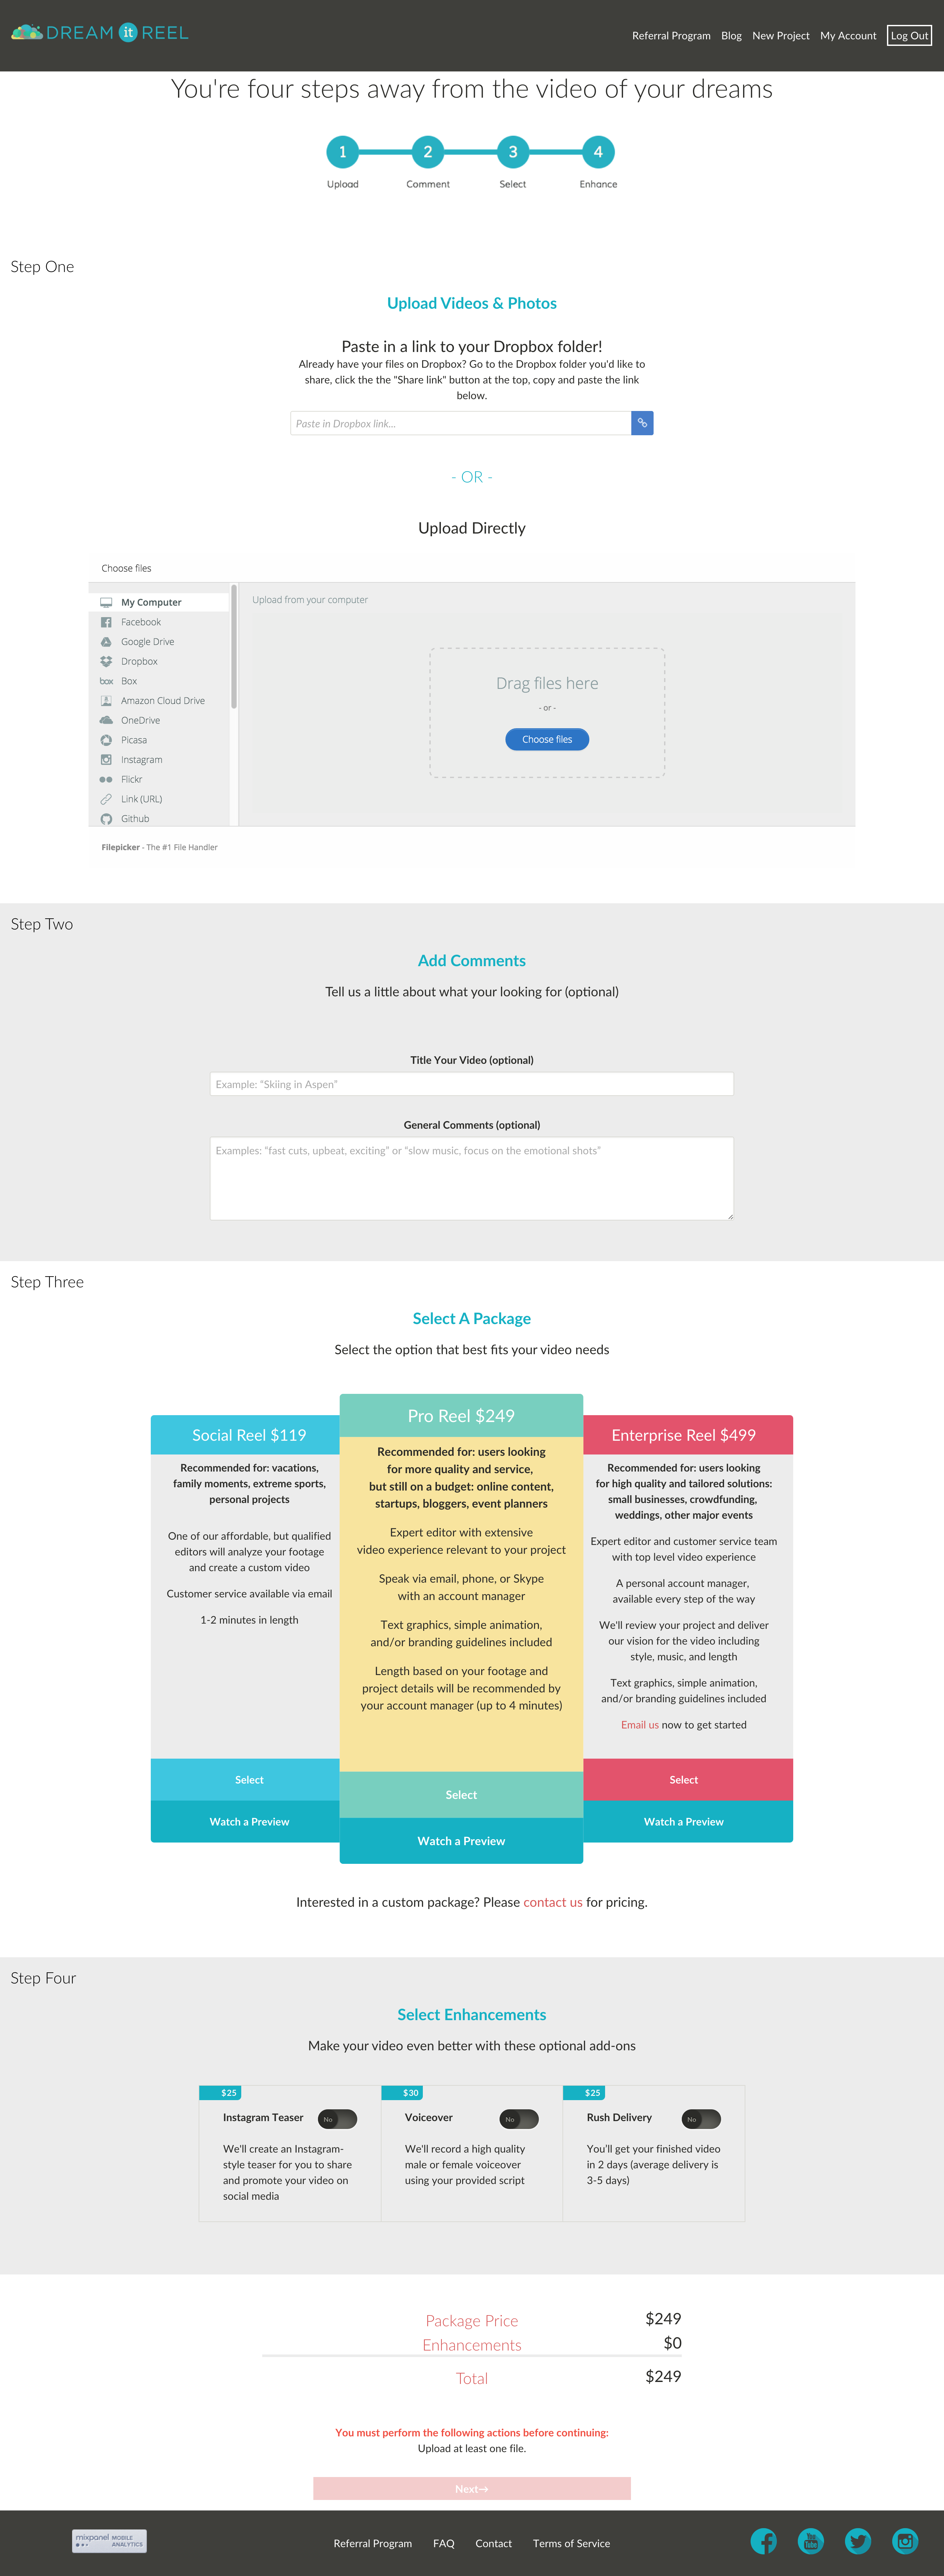 DREAM it REEL
Referral Program Blog New Project My Account Log Out
You're four steps away from the video of your dreams
1 2 3 4
Upload Comment Select Enhance
Step One
Upload Videos & Photos
Paste in a link to your Dropbox folder!
Already have your files on Dropbox? Go to the Dropbox folder you'd like to
share, click the the "Share link" button at the top, copy and paste the link
below.
Paste in Dropbox link...
- OR -
Upload Directly
Choose files
My Computer
Facebook
Google Drive
Dropbox
box Box
Amazon Cloud Drive
OneDrive
Picasa
Instagram
Flickr
Link (URL)
Github
Upload from your computer
Drag files here
- or -
Choose files
Filepicker - The #1 File Handler
Step Two
Add Comments
Tell us a little about what your looking for (optional)
Title Your Video (optional)
Example: "Skiing in Aspen"
General Comments (optional)
Examples: "fast cuts, upbeat, exciting" or "slow music, focus on the emotional shots"
Step Three
Select A Package
Select the option that best fits your video needs
Social Reel $119
Recommended for: vacations,
family moments, extreme sports,
personal projects
One of our affordable, but qualified
editors will analyze your footage
and create a custom video
Customer service available via email
1-2 minutes in length
Select
Watch a Preview
Pro Reel $249
Recommended for: users looking
for more quality and service,
but still on a budget: online content,
startups, bloggers, event planners
Expert editor with extensive
video experience relevant to your project
Speak via email, phone, or Skype
with an account manager
Text graphics, simple animation,
and/or branding guidelines included
Length based on your footage and
project details will be recommended by
your account manager (up to 4 minutes)
Select
Watch a Preview
Enterprise Reel $499
Recommended for: users looking
for high quality and tailored solutions:
small businesses, crowdfunding,
weddings, other major events
Expert editor and customer service team
with top level video experience
A personal account manager,
available every step of the way
We'll review your project and deliver
our vision for the video including
style, music, and length
Text graphics, simple animation,
and/or branding guidelines included
Email us now to get started
Select
Watch a Preview
Interested in a custom package? Please contact us for pricing.
Step Four
Select Enhancements
Make your video even better with these optional add-ons
$25
Instagram Teaser No
We'll create an Instagram-
style teaser for you to share
and promote your video on
social media
$30
Voiceover No
We'll record a high quality
male or female voiceover
using your provided script
$25
Rush Delivery No
You'll get your finished video
in 2 days (average delivery is
3-5 days)
Package Price $249
Enhancements $0
Total $249
You must perform the following actions before continuing:
Upload at least one file.
Next→
mixpanel MOBILE
ANALYTICS
Referral Program FAQ Contact Terms of Service
You
Tube